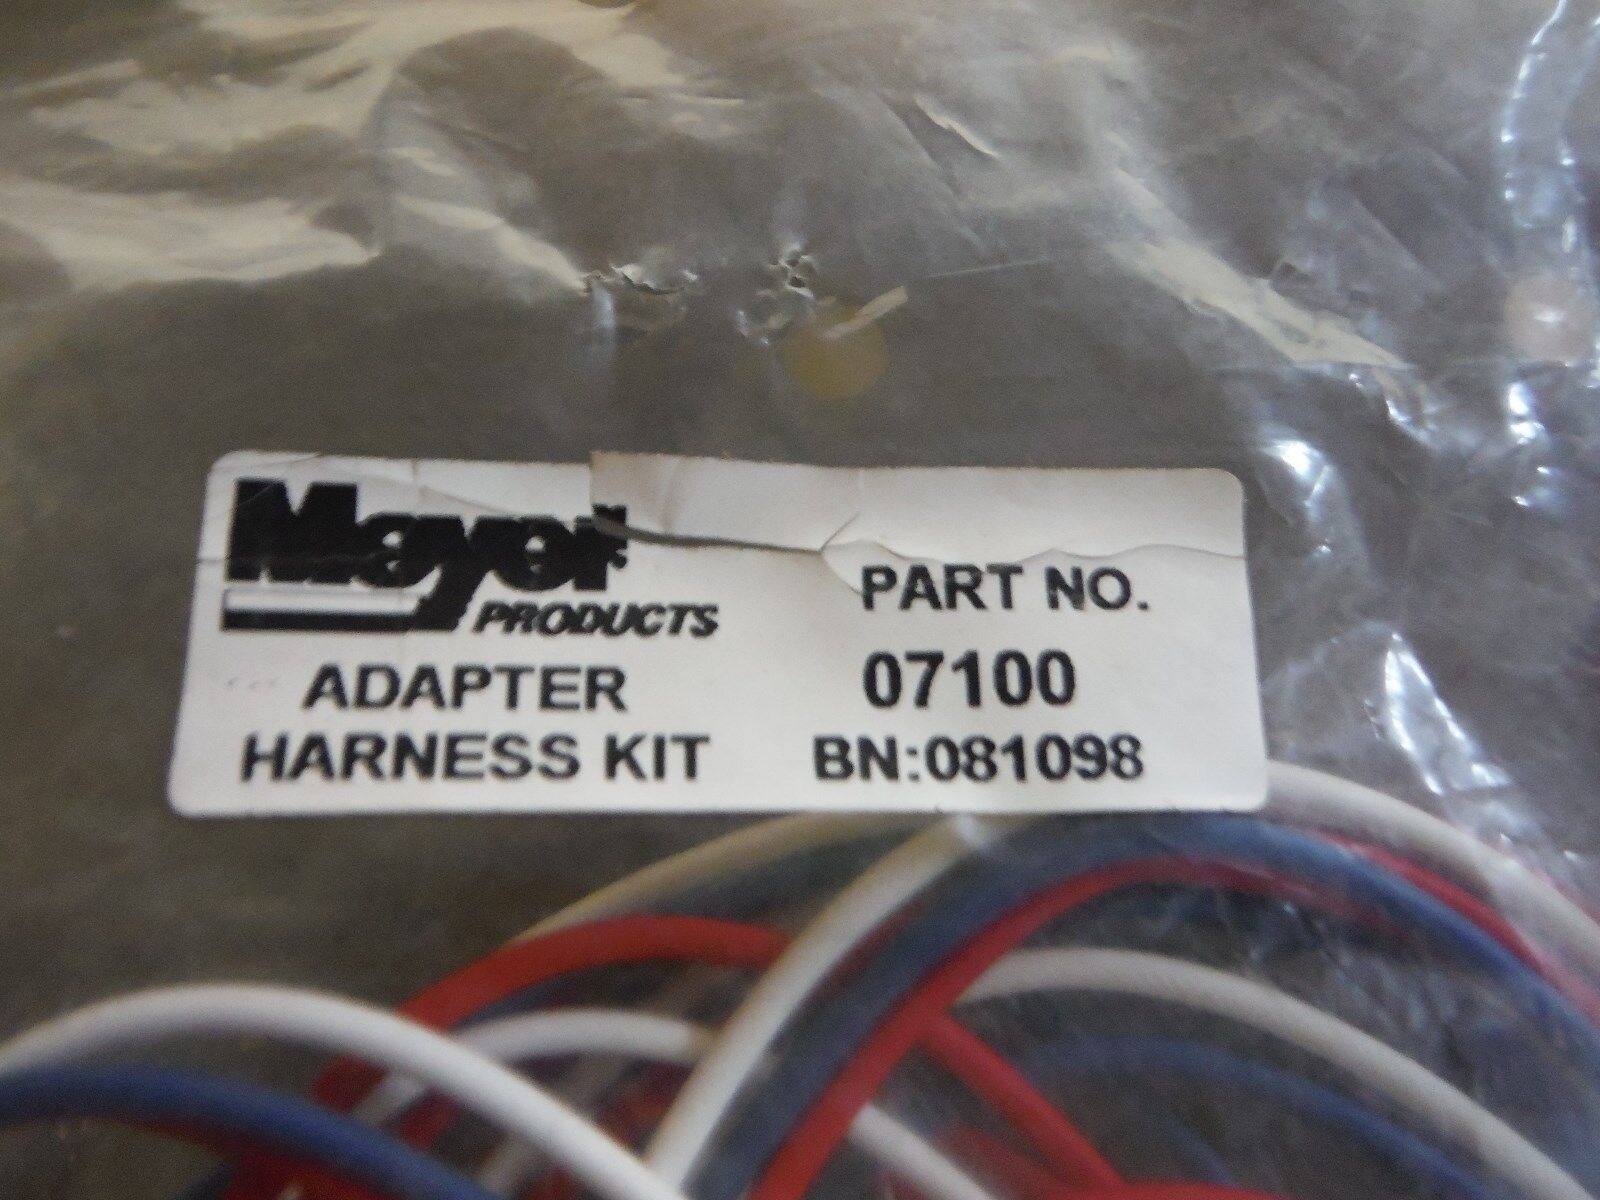 Meyer
PRODUCTS
ADAPTER
HARNESS KIT
PART NO.
07100
BN:081098